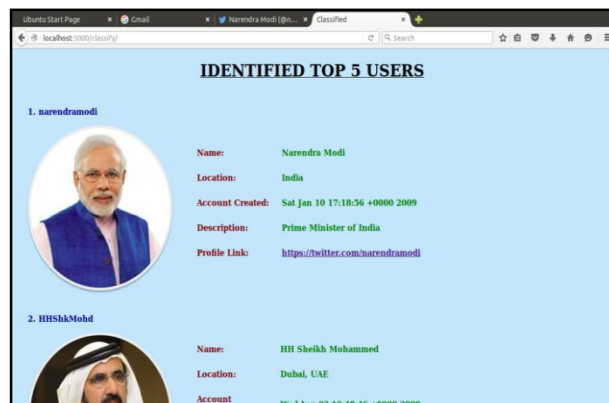 Ubuntu Start Page
Gmail
Narendra Modi (@n...
Classified
localhost:5000/classify/
Search
IDENTIFIED TOP 5 USERS
1. narendramodi
Name: Narendra Modi
Location: India
Account Created: Sat Jan 10 17:18:56 +0000 2009
Description: Prime Minister of India
Profile Link: https://twitter.com/narendramodi
2. HHShkMohd
Name: HH Sheikh Mohammed
Location: Dubai, UAE
Account